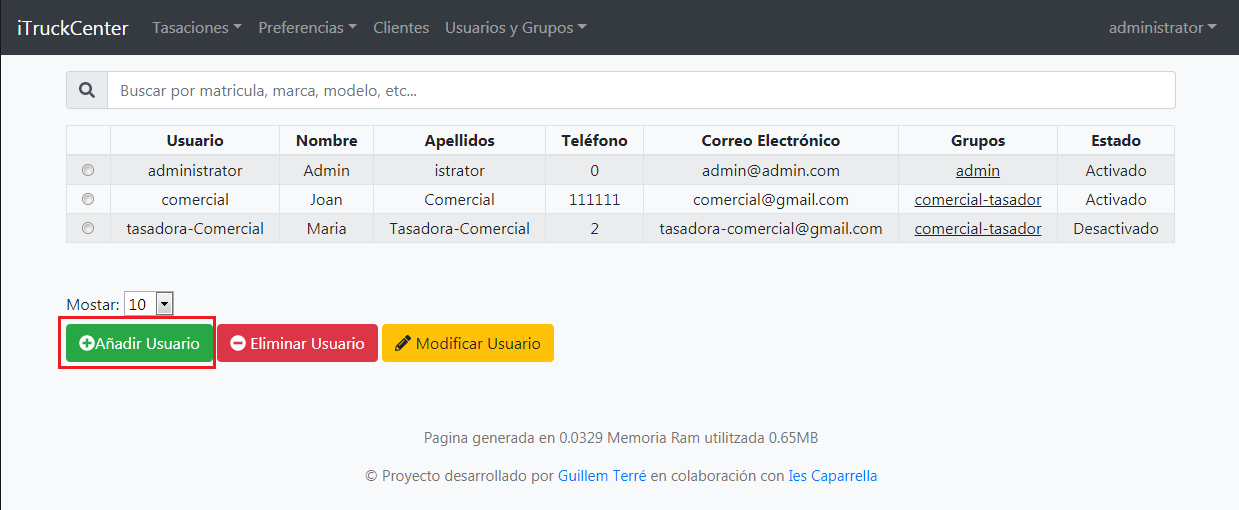 iTruckCenter Tasaciones Preferencias Clientes Usuarios y Grupos administrator
Buscar por matricula, marca, modelo, etc...
Usuario Nombre Apellidos Teléfono Correo Electrónico Grupos Estado
administrator Admin istrator 0 admin@admin.com admin Activado
comercial Joan Comercial 111111 comercial@gmail.com comercial-tasador Activado
tasadora-Comercial Maria Tasadora-Comercial 2 tasadora-comercial@gmail.com comercial-tasador Desactivado
Mostar: 10
Añadir Usuario Eliminar Usuario Modificar Usuario
Pagina generada en 0.0329 Memoria Ram utilitzada 0.65MB
© Proyecto desarrollado por Guillem Terré en colaboración con Ies Caparrella